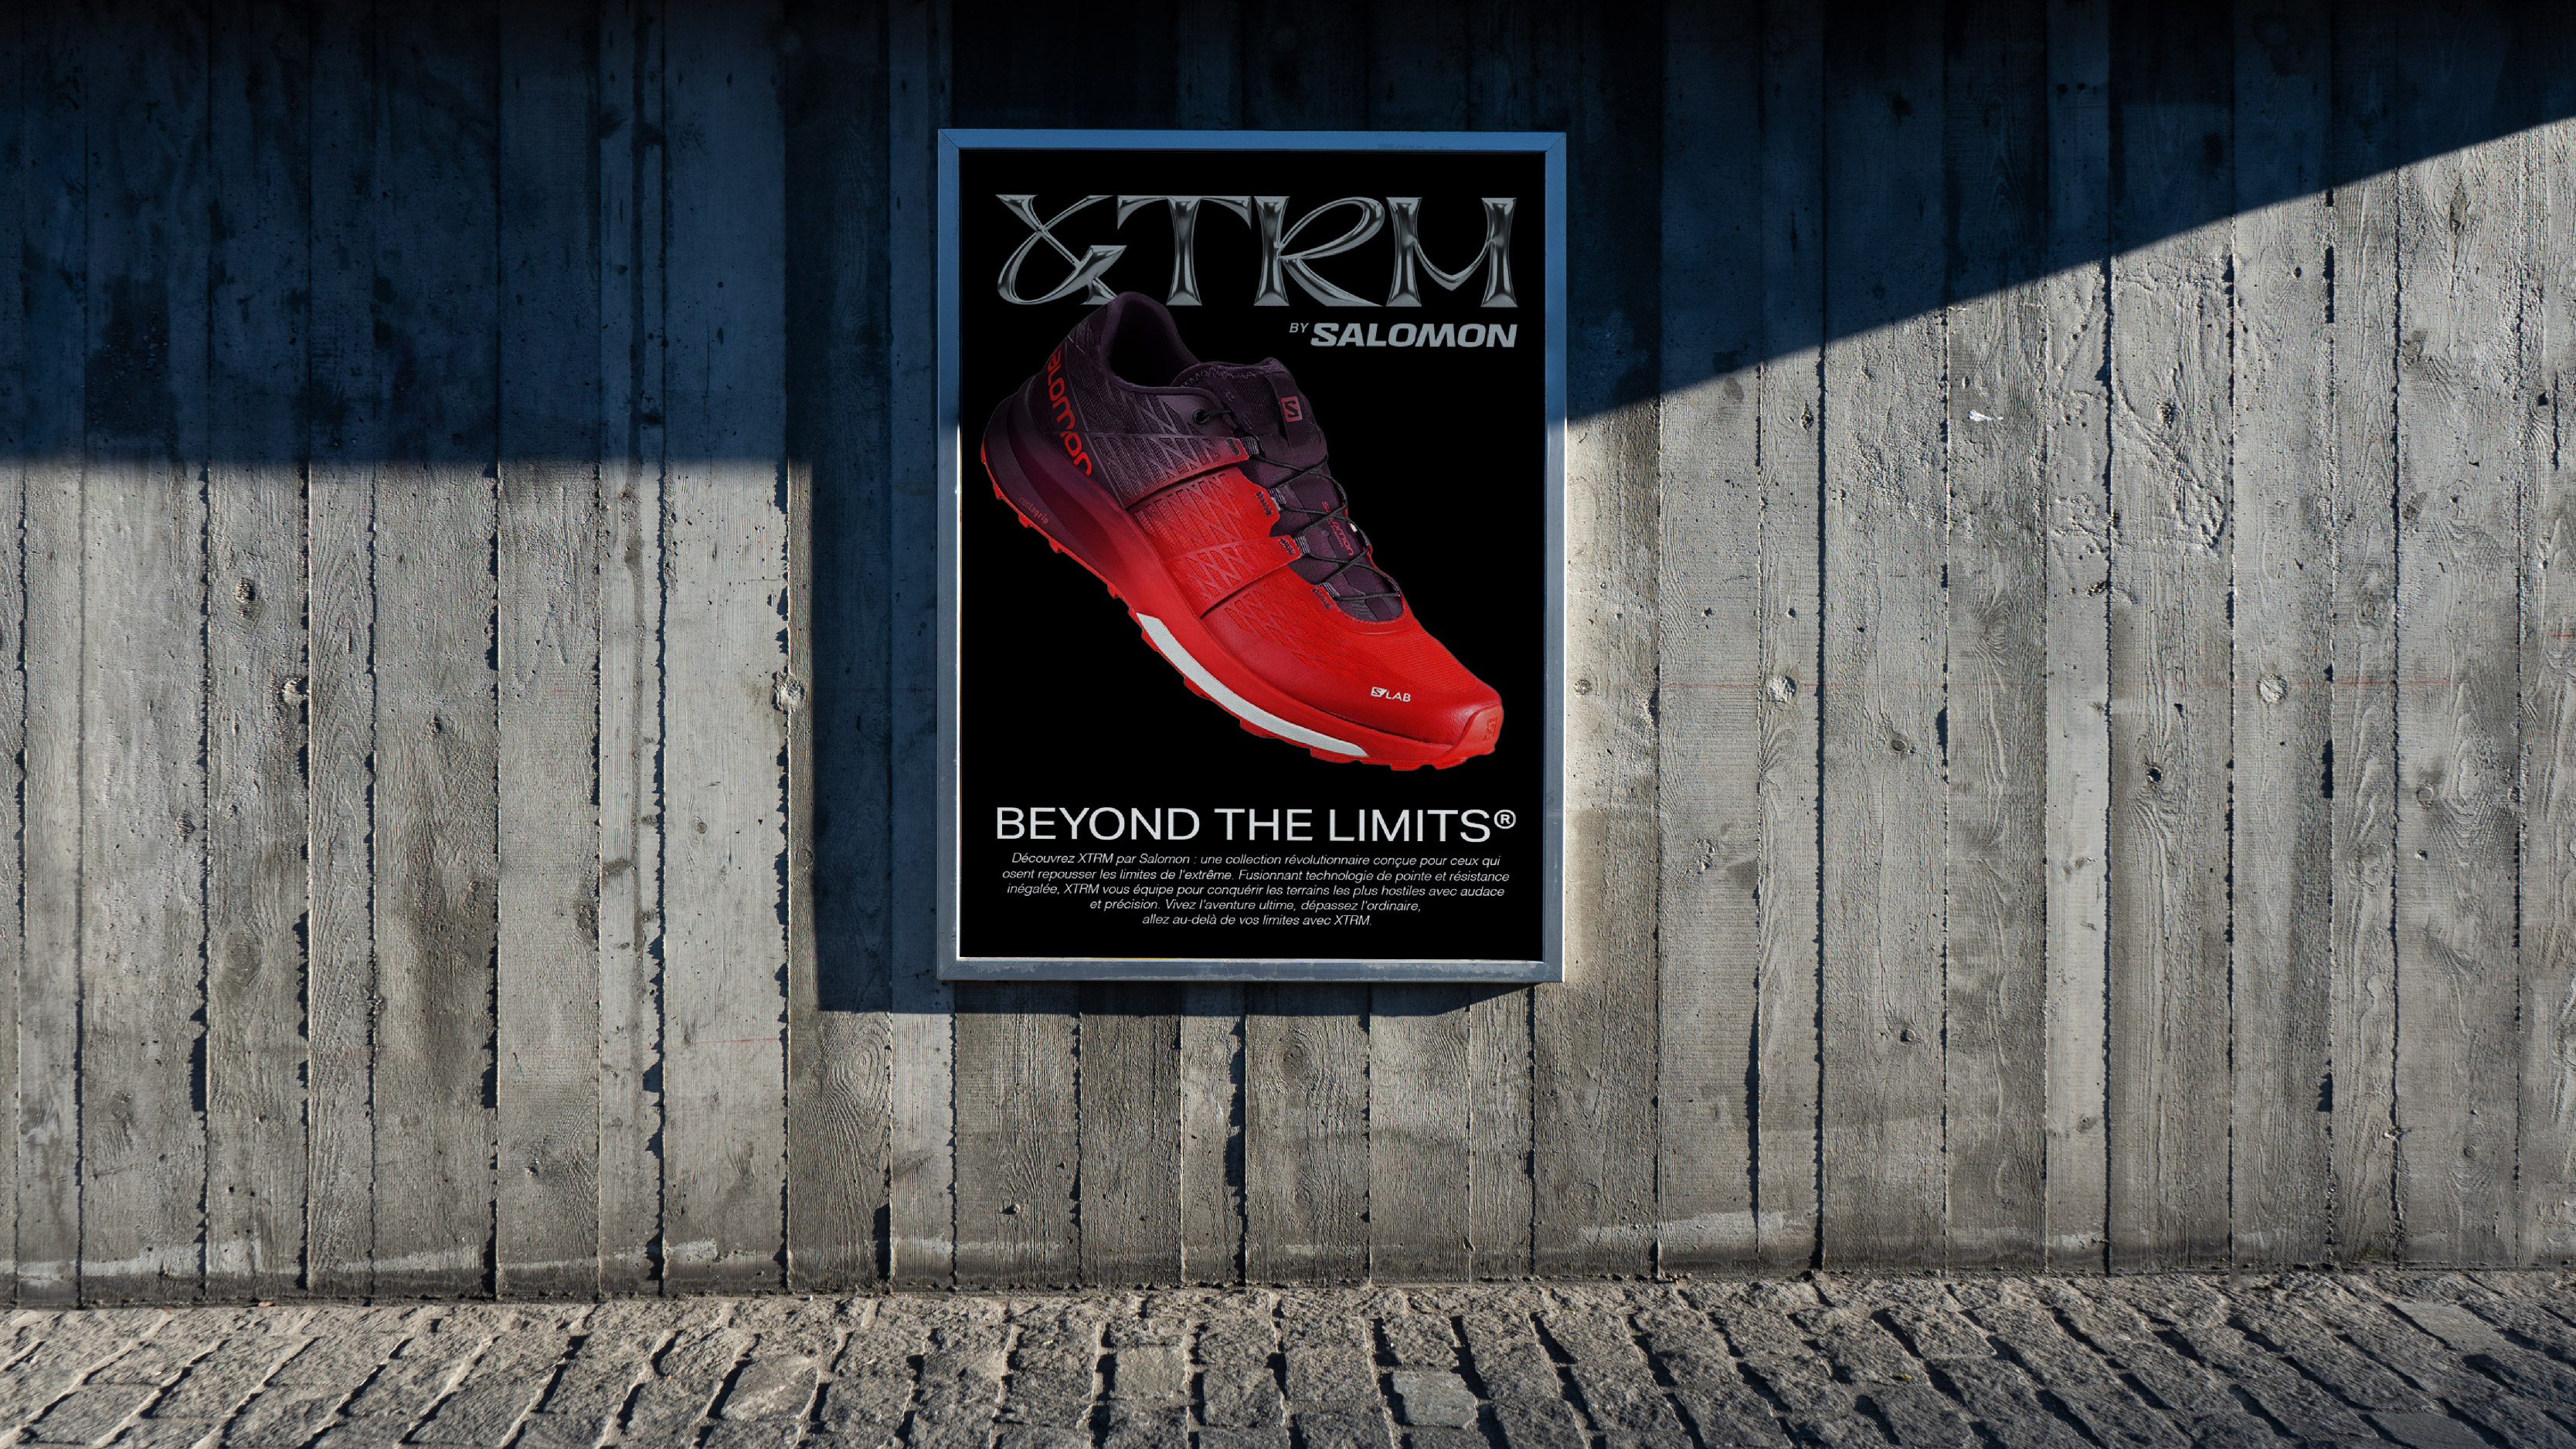 XTRM
BY SALOMON
SALOMON
S
SALOMON
S/LAB
BEYOND THE LIMITS®
Découvrez XTRM par Salomon : une collection révolutionnaire conçue pour ceux qui
osent repousser les limites de l'extrême. Fusionnant technologie de pointe et résistance
inégalée, XTRM vous équipe pour conquérir les terrains les plus hostiles avec audace
et précision. Vivez l'aventure ultime, dépassez l'ordinaire,
allez au-delà de vos limites avec XTRM.